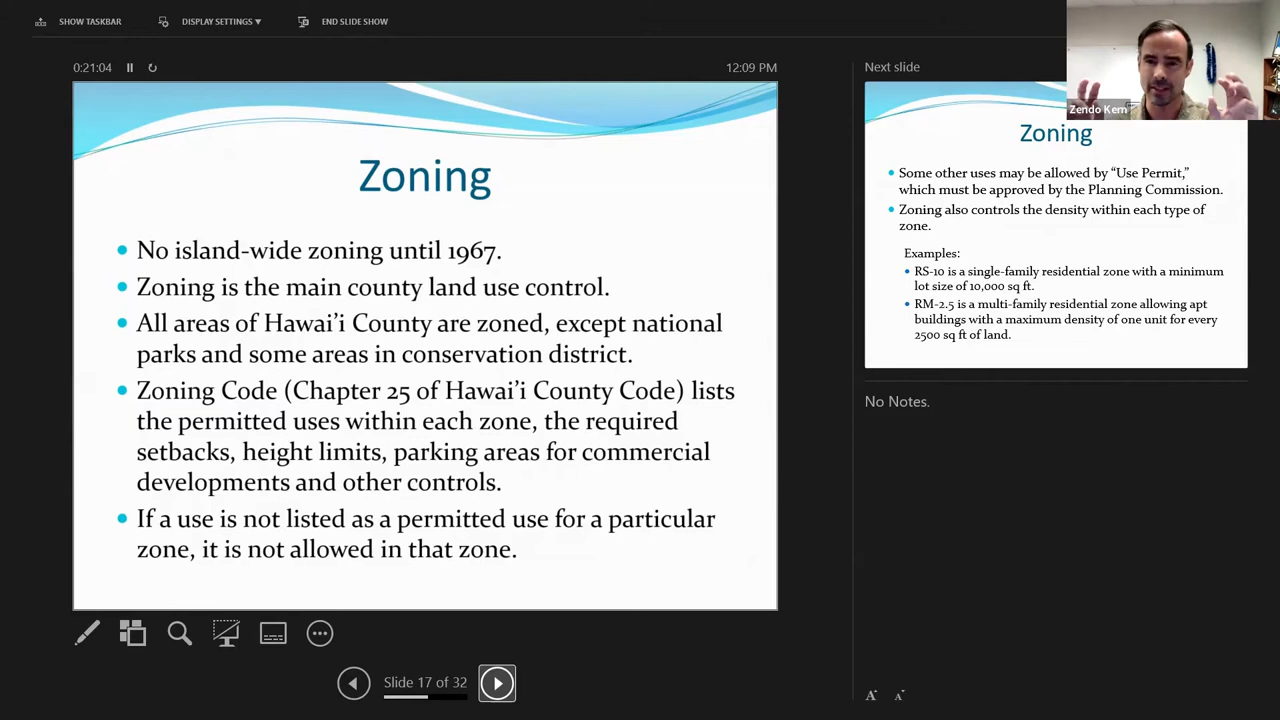 SHOW TASKBAR
DISPLAY SETTINGS ▾
END SLIDE SHOW
0:21:04
12:09 PM
Zoning
• No island-wide zoning until 1967.
• Zoning is the main county land use control.
• All areas of Hawai'i County are zoned, except national
parks and some areas in conservation district.
• Zoning Code (Chapter 25 of Hawai'i County Code) lists
the permitted uses within each zone, the required
setbacks, height limits, parking areas for commercial
developments and other controls.
• If a use is not listed as a permitted use for a particular
zone, it is not allowed in that zone.
Slide 17 of 32
Next slide
Zendo Kern
Zoning
• Some other uses may be allowed by “Use Permit,”
which must be approved by the Planning Commission.
• Zoning also controls the density within each type of
zone.
Examples:
• RS-10 is a single-family residential zone with a minimum
lot size of 10,000 sq ft.
• RM-2.5 is a multi-family residential zone allowing apt
buildings with a maximum density of one unit for every
2500 sq ft of land.
No Notes.
A A